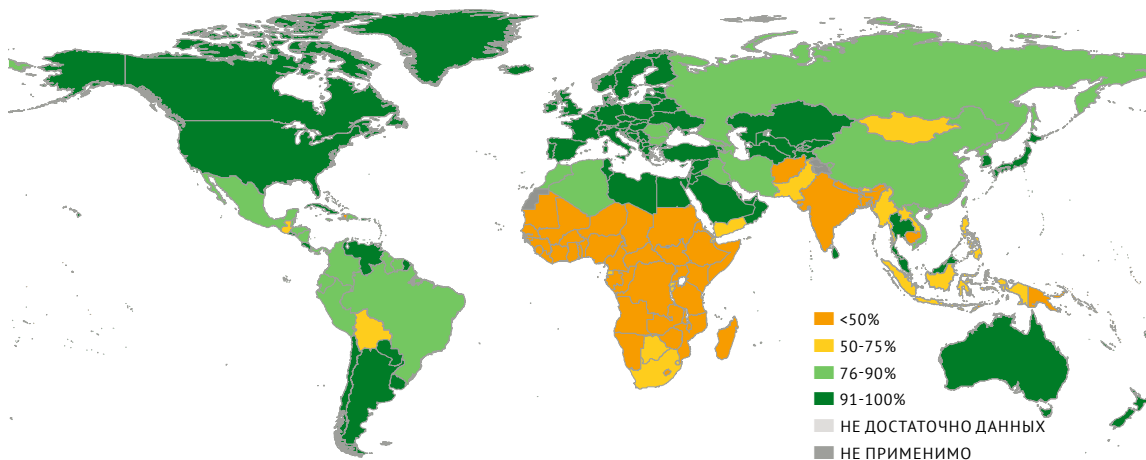 <50%
50-75%
76-90%
91-100%
НЕ ДОСТАТОЧНО ДАННЫХ
НЕ ПРИМЕНИМО